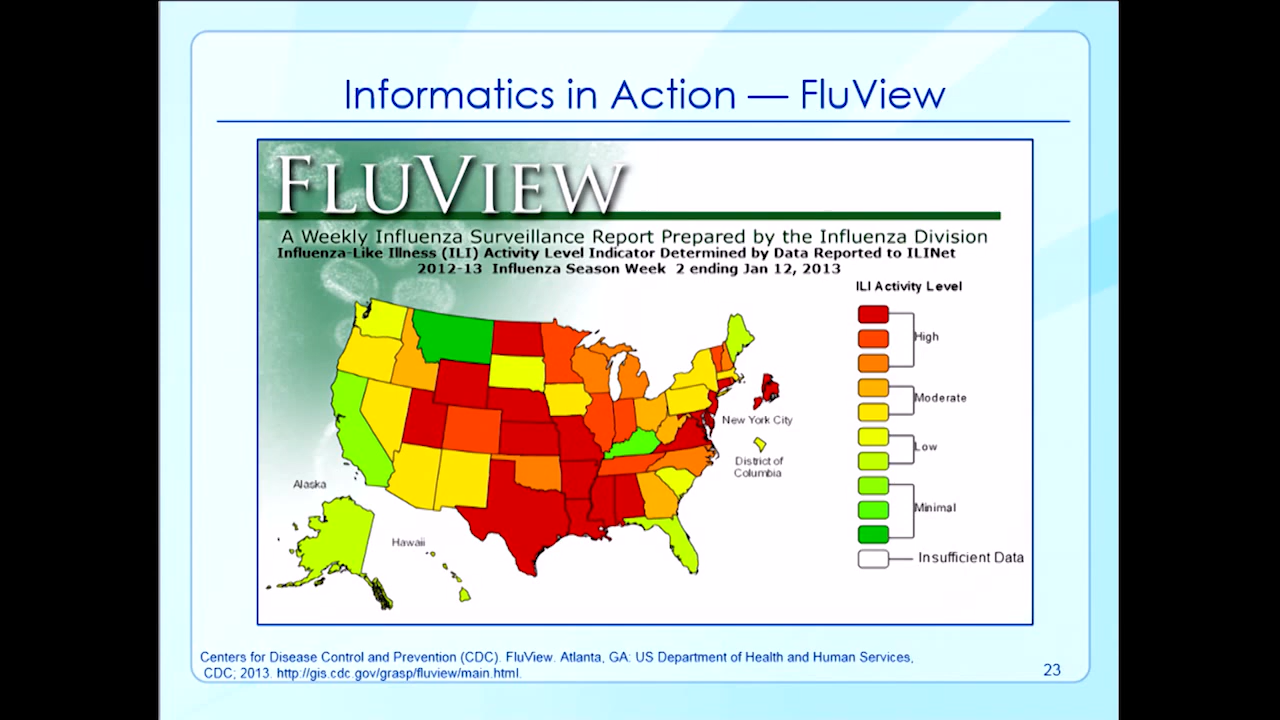 Informatics in Action — FluView
FLUVIEW
A Weekly Influenza Surveillance Report Prepared by the Influenza Division
Influenza-Like Illness (ILI) Activity Level Indicator Determined by Data Reported to ILINet
2012-13 Influenza Season Week 2 ending Jan 12, 2013
ILI Activity Level
High
Moderate
Low
Minimal
Insufficient Data
New York City
District of
Columbia
Alaska
Hawaii
Centers for Disease Control and Prevention (CDC). FluView. Atlanta, GA: US Department of Health and Human Services,
CDC; 2013. http://gis.cdc.gov/grasp/fluview/main.html.
23